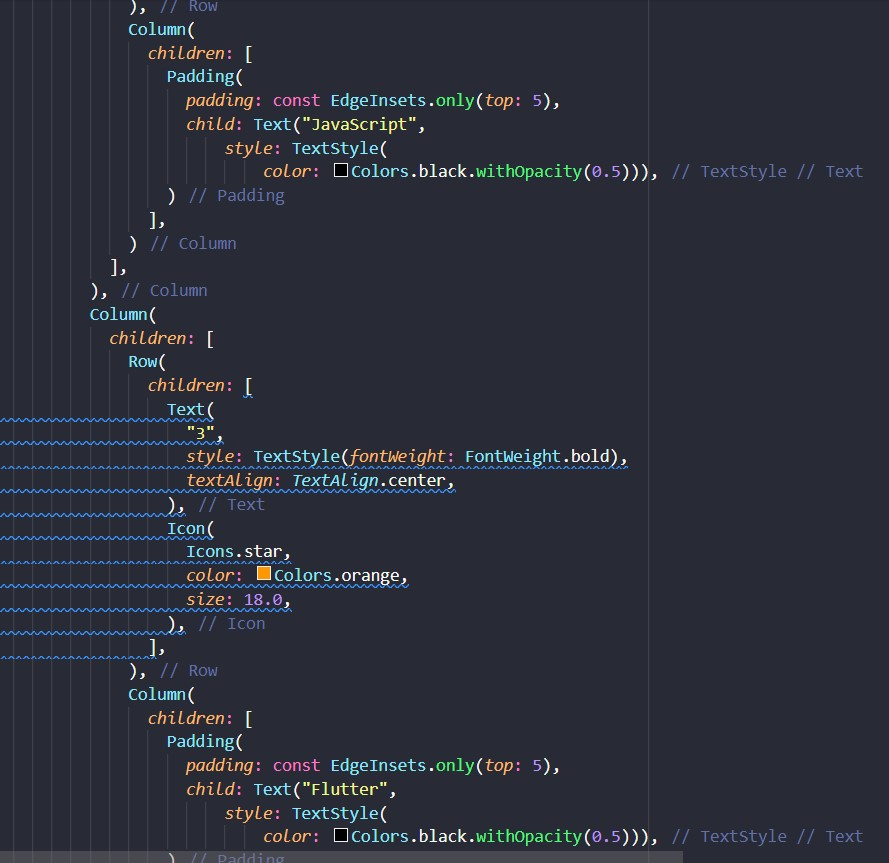 ), // Row
Column(
children: [
Padding(
padding: const EdgeInsets.only(top: 5),
child: Text("JavaScript",
style: TextStyle(
color: Colors.black.withOpacity(0.5))), // TextStyle // Text
) // Padding
],
) // Column
],
), // Column
Column(
children: [
Row(
children: [
Text(
"3",
style: TextStyle(fontWeight: FontWeight.bold),
textAlign: TextAlign.center,
), // Text
Icon(
Icons.star,
color: Colors.orange,
size: 18.0,
), // Icon
],
), // Row
Column(
children: [
Padding(
padding: const EdgeInsets.only(top: 5),
child: Text("Flutter",
style: TextStyle(
color: Colors.black.withOpacity(0.5))), // TextStyle // Text
) // Padding